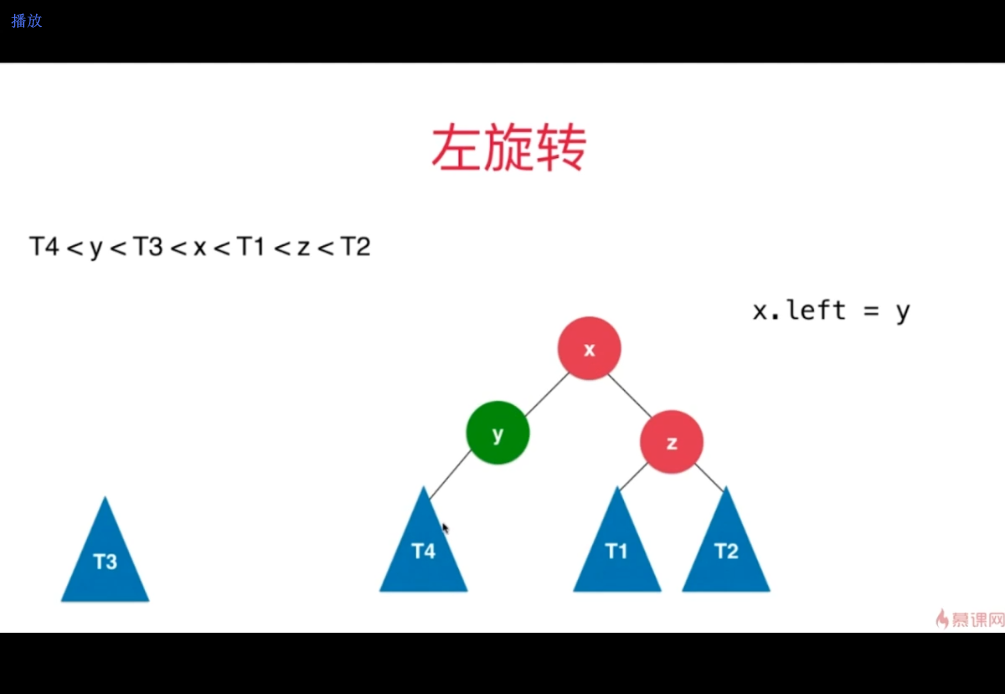 播放
左旋转
T4 < y < T3 < x < T1 < z < T2
x.left = y
x
y
z
T3
T4
T1
T2
慕课网